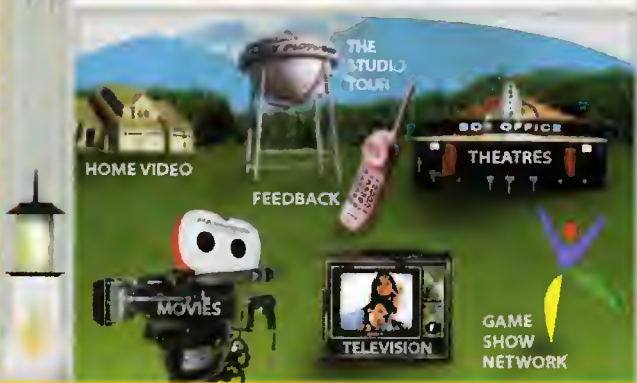 THE
STUDIO
TOUR
HOME VIDEO
BOX OFFICE
THEATRES
FEEDBACK
MOVIES
TELEVISION
GAME
SHOW
NETWORK